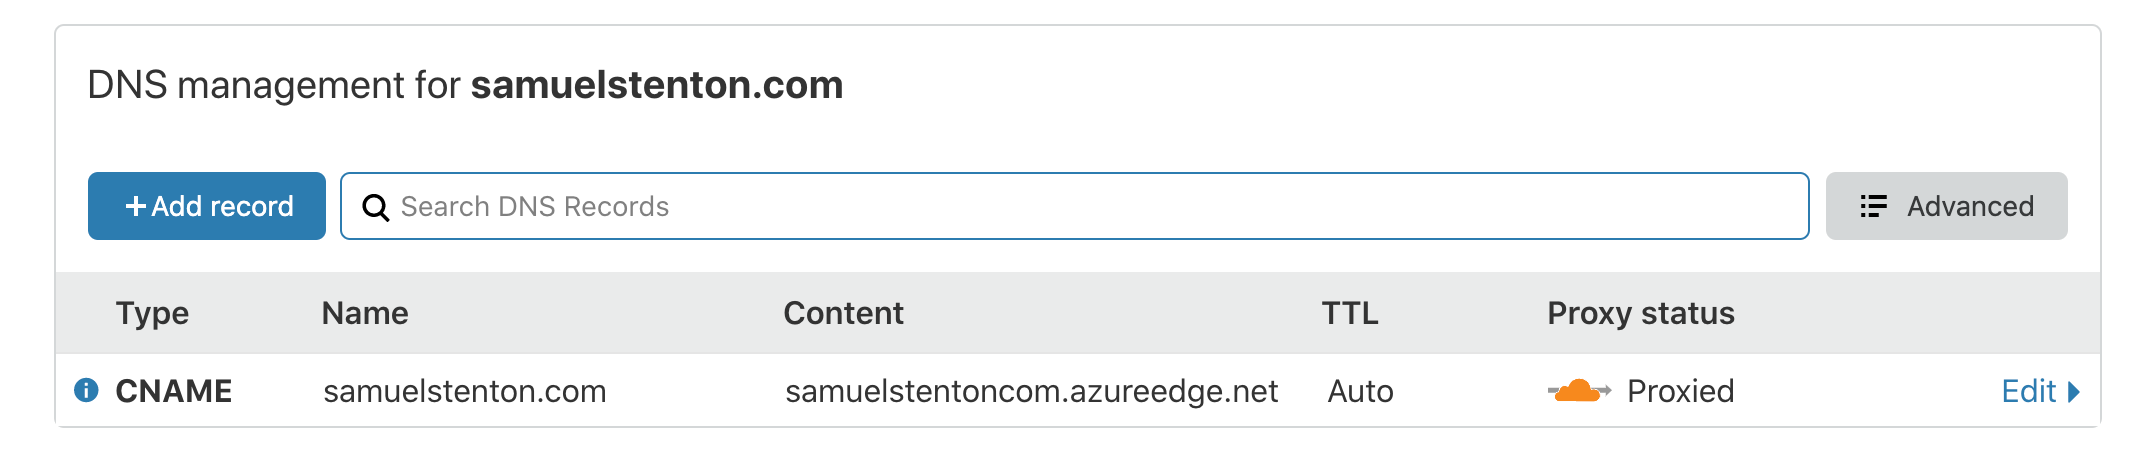 DNS management for samuelstenton.com
+ Add record Search DNS Records Advanced
Type Name Content TTL Proxy status
CNAME samuelstenton.com samuelstentoncom.azureedge.net Auto Proxied Edit